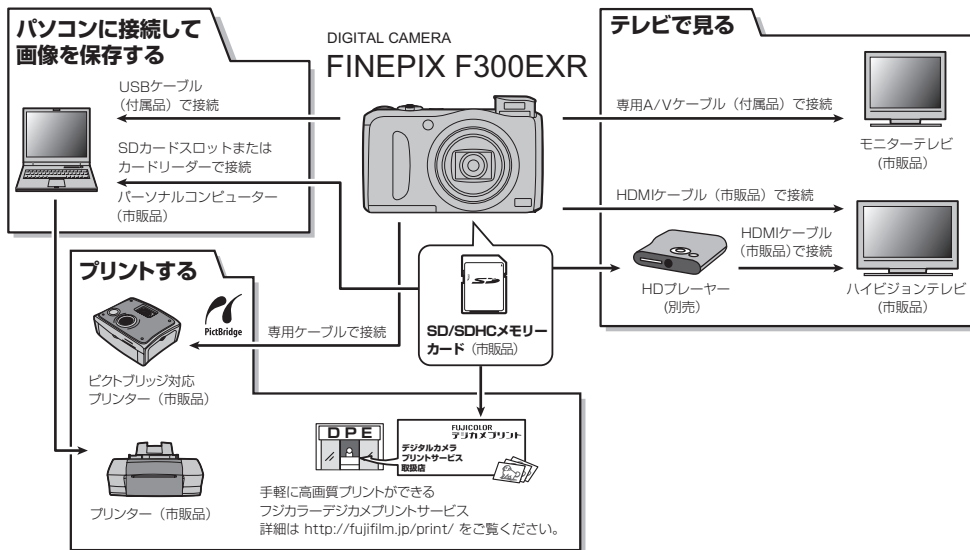 パソコンに接続して
画像を保存する
USBケーブル
（付属品）で接続
SDカードスロットまたは
カードリーダーで接続
パーソナルコンピューター
（市販品）
DIGITAL CAMERA
FINEPIX F300EXR
テレビで見る
専用A/Vケーブル（付属品）で接続
モニターテレビ
（市販品）
HDMIケーブル（市販品）で接続
HDMIケーブル
（市販品）で接続
HDプレーヤー
（別売）
ハイビジョンテレビ
（市販品）
SD
SD/SDHCメモリー
カード（市販品）
プリントする
PictBridge
専用ケーブルで接続
ピクトブリッジ対応
プリンター（市販品）
プリンター（市販品）
DPE
FUJICOLOR
デジカメプリント
デジタルカメラ
プリントサービス
取扱店
手軽に高画質プリントができる
フジカラーデジカメプリントサービス
詳細は http://fujifilm.jp/print/ をご覧ください。